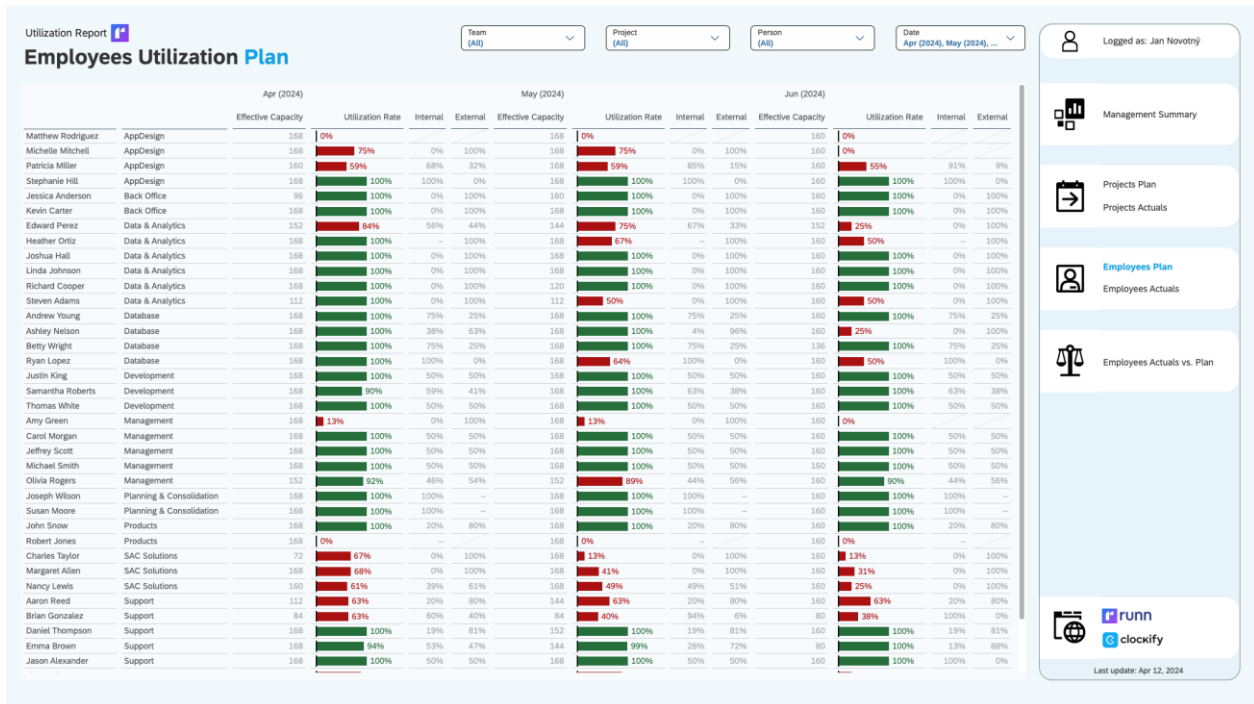 Utilization Report
Employees Utilization Plan
Team
(All)
Project
(All)
Person
(All)
Date
Apr (2024), May (2024), ...
Apr (2024) May (2024) Jun (2024)
Effective Capacity Utilization Rate Internal External Effective Capacity Utilization Rate Internal External Effective Capacity Utilization Rate Internal External
Matthew Rodriguez AppDesign 168 0% 168 0% 160 0%
Michelle Mitchell AppDesign 168 75% 0% 100% 168 75% 0% 100% 160 0%
Patricia Miller AppDesign 160 59% 68% 32% 168 59% 85% 15% 160 55% 91% 9%
Stephanie Hill AppDesign 168 100% 100% 0% 168 100% 100% 0% 160 100% 100% 0%
Jessica Anderson Back Office 96 100% 0% 100% 160 100% 0% 100% 160 100% 0% 100%
Kevin Carter Back Office 168 100% 0% 100% 168 100% 0% 100% 160 100% 0% 100%
Edward Perez Data & Analytics 152 84% 56% 44% 144 75% 67% 33% 152 25% 0% 100%
Heather Ortiz Data & Analytics 168 100% – 100% 168 67% – 100% 160 50% – 100%
Joshua Hall Data & Analytics 168 100% 0% 100% 168 100% 0% 100% 160 100% 0% 100%
Linda Johnson Data & Analytics 168 100% 0% 100% 168 100% 0% 100% 160 100% 0% 100%
Richard Cooper Data & Analytics 168 100% 0% 100% 120 100% 0% 100% 160 100% 0% 100%
Steven Adams Data & Analytics 112 100% 0% 100% 112 50% 0% 100% 160 50% 0% 100%
Andrew Young Database 168 100% 75% 25% 168 100% 75% 25% 160 100% 75% 25%
Ashley Nelson Database 168 100% 38% 63% 168 100% 4% 96% 160 25% 0% 100%
Betty Wright Database 168 100% 75% 25% 168 100% 75% 25% 136 100% 75% 25%
Ryan Lopez Database 168 100% 100% 0% 168 64% 100% 0% 160 50% 100% 0%
Justin King Development 168 100% 50% 50% 168 100% 50% 50% 160 100% 50% 50%
Samantha Roberts Development 168 90% 59% 41% 168 100% 63% 38% 160 100% 63% 38%
Thomas White Development 168 100% 50% 50% 168 100% 50% 50% 160 100% 50% 50%
Amy Green Management 168 13% 0% 100% 168 13% 0% 100% 160 0%
Carol Morgan Management 168 100% 50% 50% 168 100% 50% 50% 160 100% 50% 50%
Jeffrey Scott Management 168 100% 50% 50% 168 100% 50% 50% 160 100% 50% 50%
Michael Smith Management 168 100% 50% 50% 168 100% 50% 50% 160 100% 50% 50%
Olivia Rogers Management 152 92% 46% 54% 152 89% 44% 56% 160 90% 44% 56%
Joseph Wilson Planning & Consolidation 168 100% 100% – 168 100% 100% – 160 100% 100% –
Susan Moore Planning & Consolidation 168 100% 100% – 168 100% 100% – 160 100% 100% –
John Snow Products 168 100% 20% 80% 168 100% 20% 80% 160 100% 20% 80%
Robert Jones Products 168 0% – 168 0% – 160 0% –
Charles Taylor SAC Solutions 72 67% 0% 100% 168 13% 0% 100% 160 13% 0% 100%
Margaret Allen SAC Solutions 168 68% 0% 100% 168 41% 0% 100% 160 31% 0% 100%
Nancy Lewis SAC Solutions 160 61% 39% 61% 168 49% 49% 51% 160 25% 0% 100%
Aaron Reed Support 112 63% 20% 80% 144 63% 20% 80% 160 63% 20% 80%
Brian Gonzalez Support 84 63% 60% 40% 84 40% 94% 6% 80 38% 100% 0%
Daniel Thompson Support 168 100% 19% 81% 152 100% 19% 81% 160 100% 19% 81%
Emma Brown Support 168 94% 53% 47% 144 99% 28% 72% 80 100% 13% 88%
Jason Alexander Support 168 100% 50% 50% 168 100% 50% 50% 160 100% 100% 0%
Logged as: Jan Novotný
Management Summary
Projects Plan
Projects Actuals
Employees Plan
Employees Actuals
Employees Actuals vs. Plan
runn
clockify
Last update: Apr 12, 2024